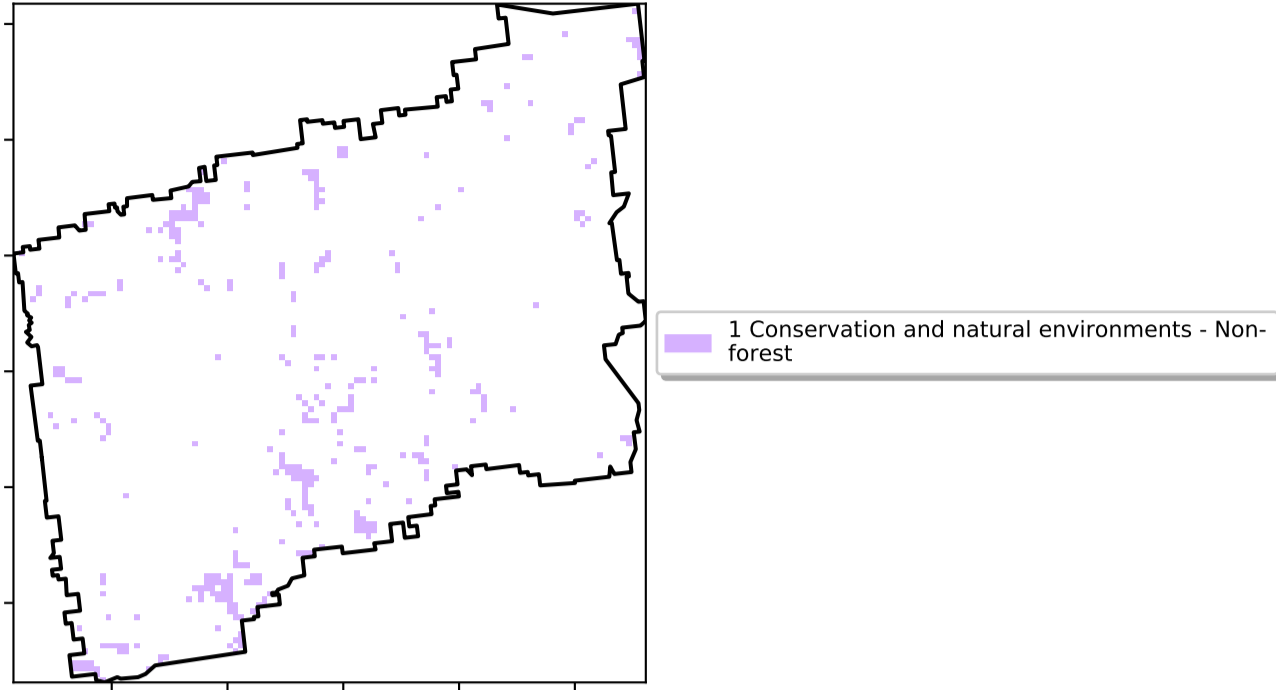 1 Conservation and natural environments - Non-
forest